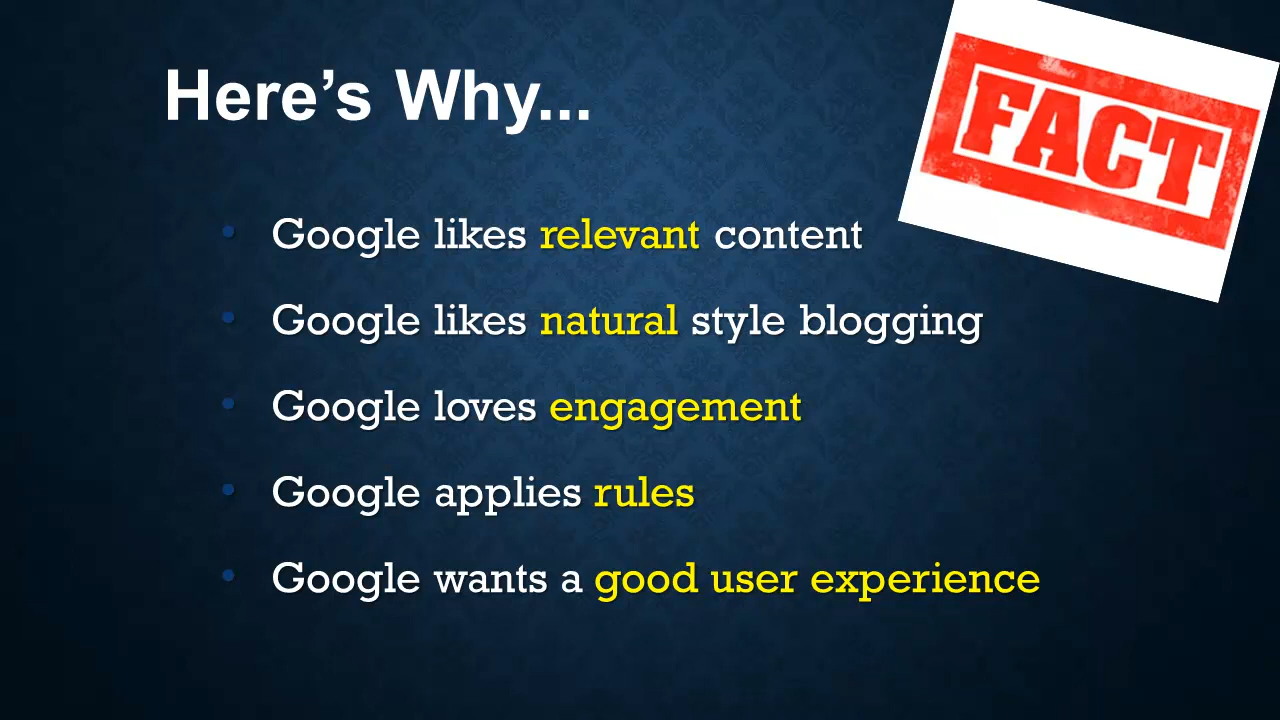 Here’s Why...
FACT
Google likes relevant content
Google likes natural style blogging
Google loves engagement
Google applies rules
Google wants a good user experience